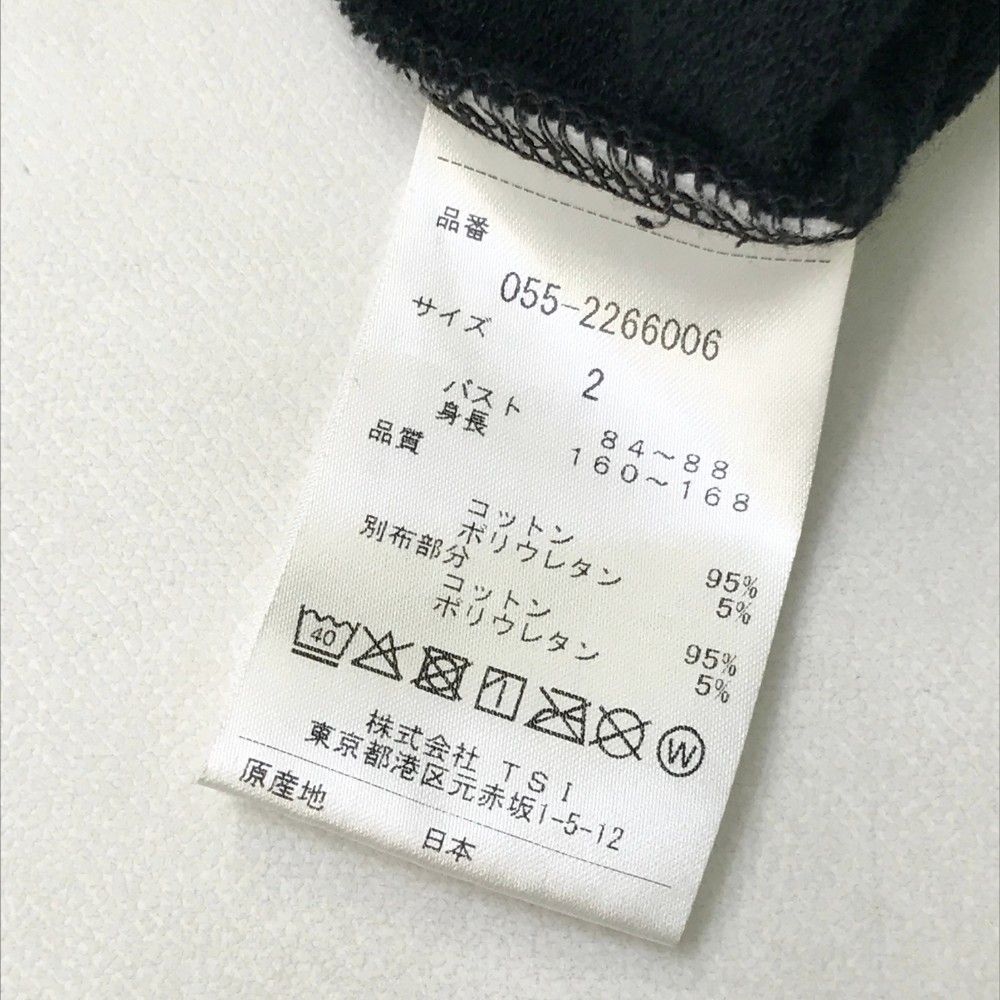 品番
055-2266006
サイズ
2
バスト 84～88
身長 160～168
品質
コットン 95%
ポリウレタン 5%
別布部分
コットン 95%
ポリウレタン 5%
40 1 W
株式会社 TSI
東京都港区元赤坂1-5-12
原産地
日本